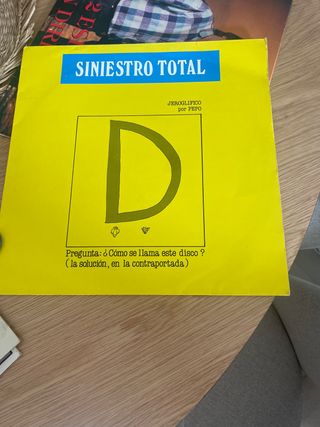 SINIESTRO TOTAL
JEROGLIFICO
por PEPO
D
Pregunta: ¿Cómo se llama este disco?
(la solución, en la contraportada)